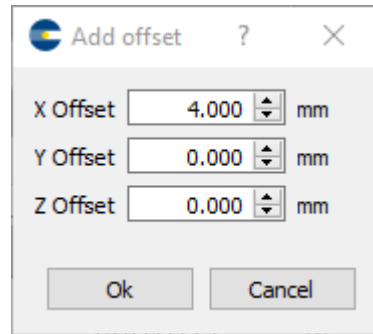 Add offset ? ×
X Offset 4.000 mm
Y Offset 0.000 mm
Z Offset 0.000 mm
Ok Cancel